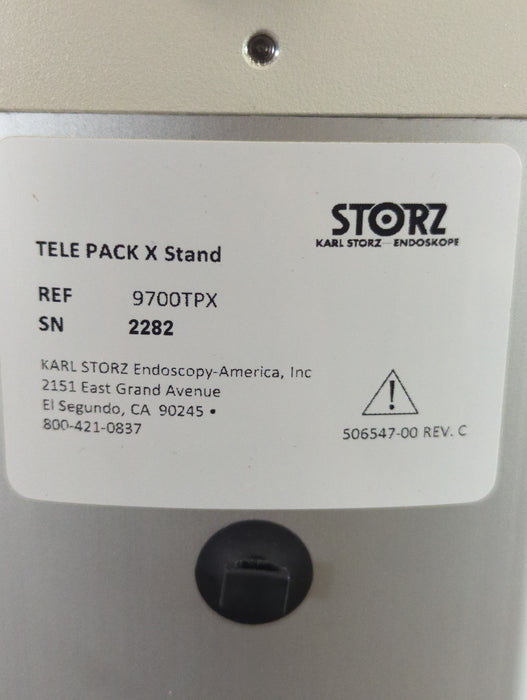 STORZ
KARL STORZ—ENDOSKOPE
TELE PACK X Stand
REF 9700TPX
SN 2282
KARL STORZ Endoscopy-America, Inc
2151 East Grand Avenue
El Segundo, CA 90245 •
800-421-0837
!
506547-00 REV. C